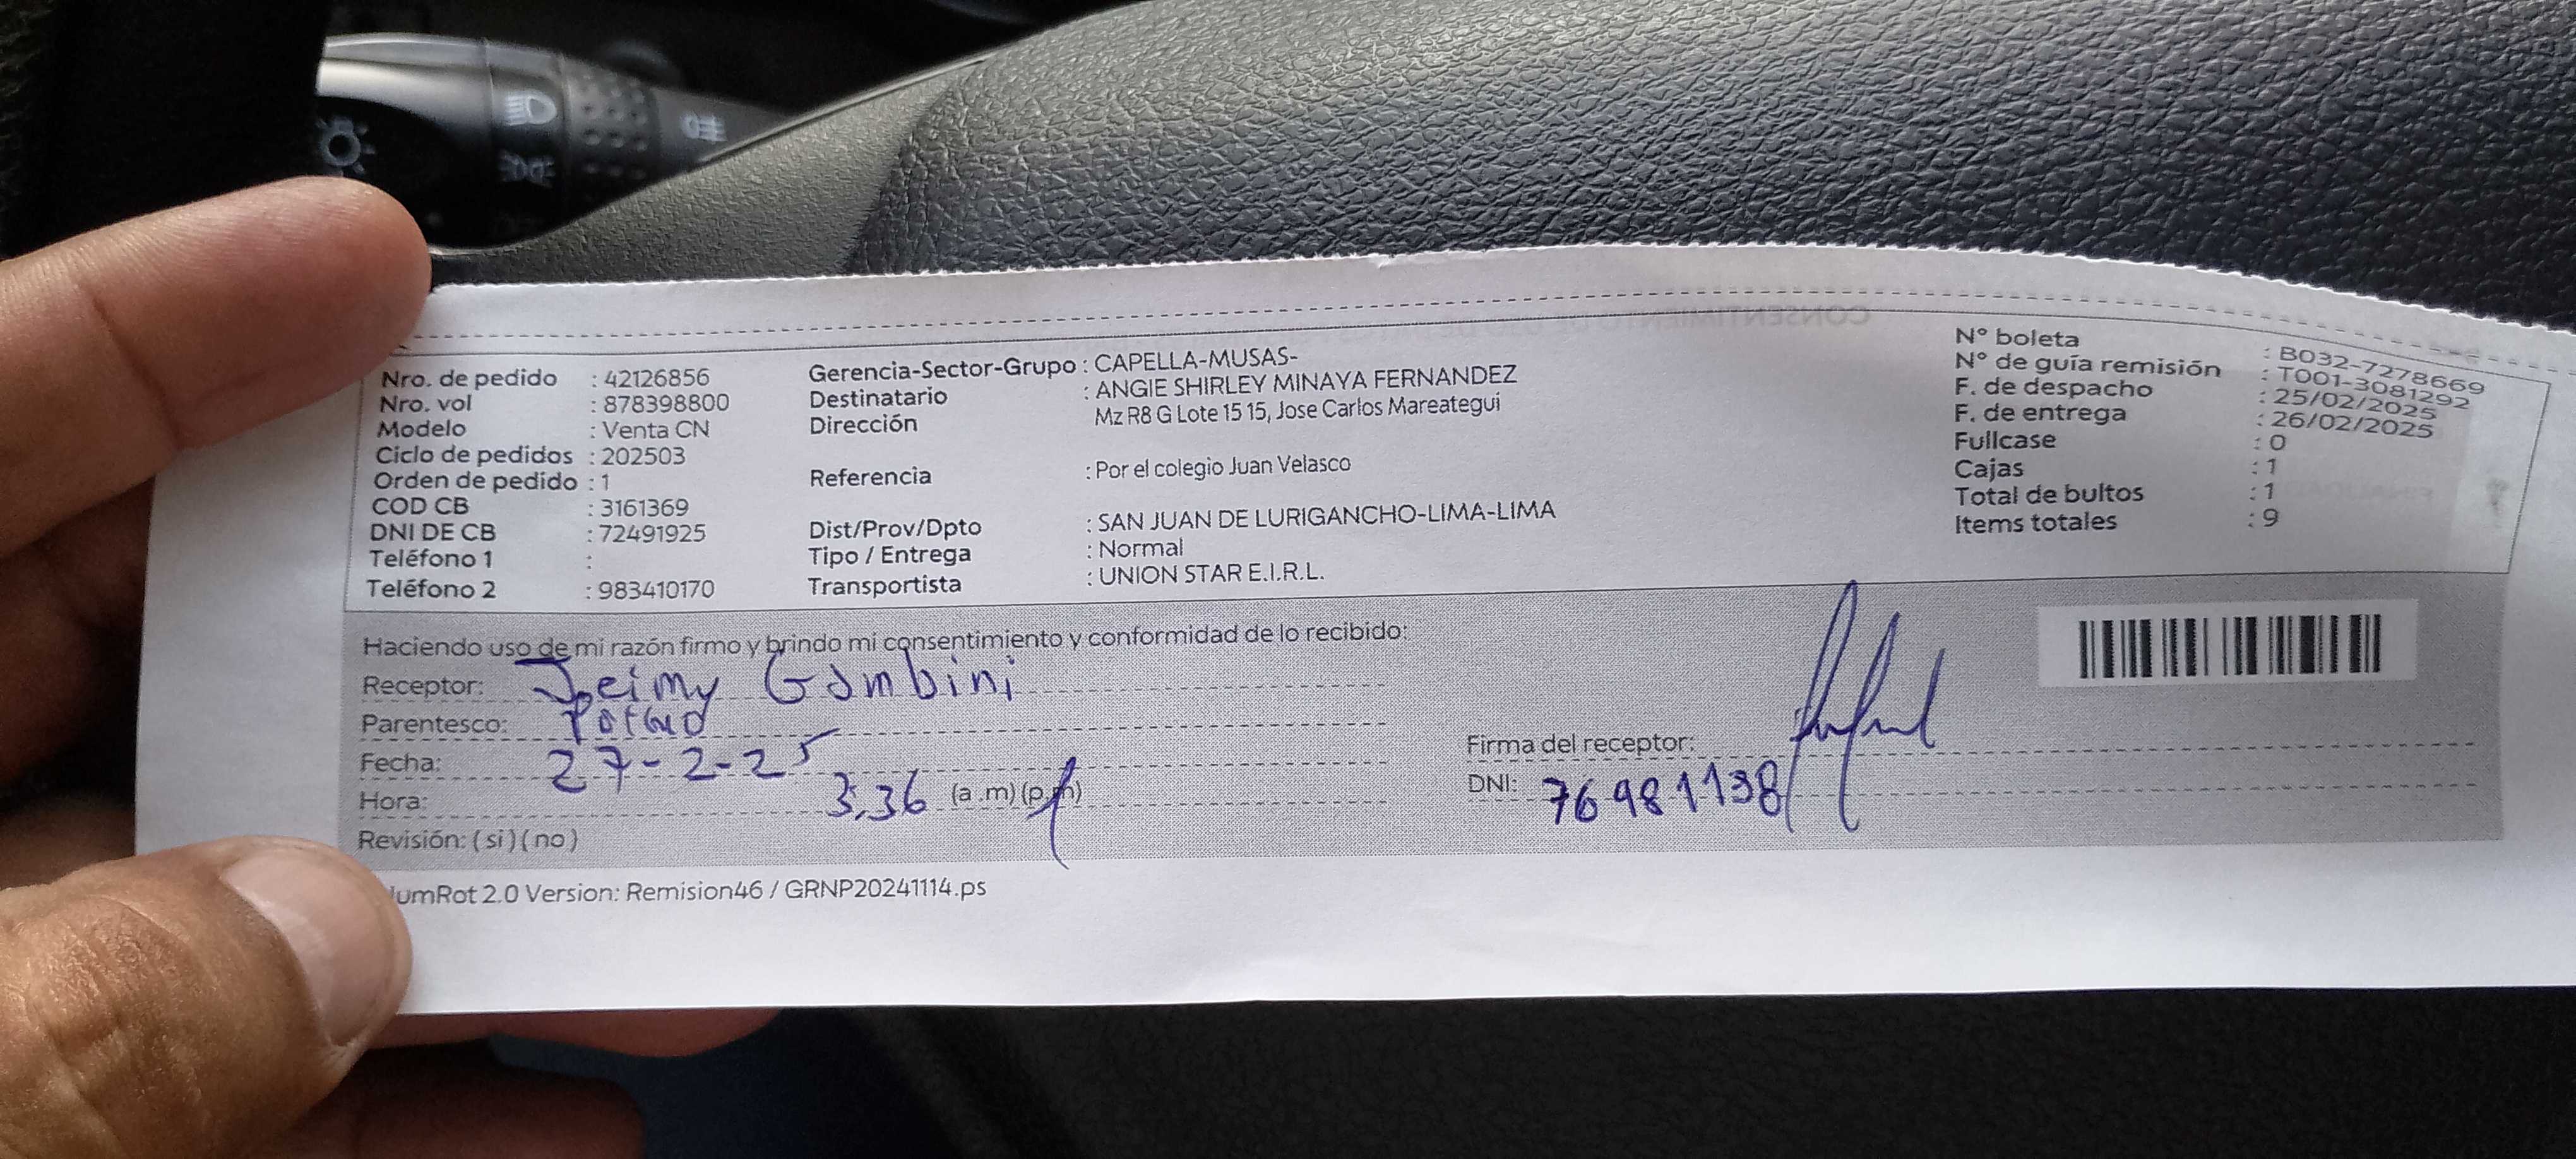 Nro. de pedido : 42126856
Nro. vol : 878398800
Modelo : Venta CN
Ciclo de pedidos : 202503
Orden de pedido : 1
COD CB : 3161369
DNI DE CB : 72491925
Teléfono 1 :
Teléfono 2 : 983410170
Gerencia-Sector-Grupo : CAPELLA-MUSAS-
Destinatario : ANGIE SHIRLEY MINAYA FERNANDEZ
Dirección Mz R8 G Lote 15 15, Jose Carlos Mareategui
Referencia : Por el colegio Juan Velasco
Dist/Prov/Dpto : SAN JUAN DE LURIGANCHO-LIMA-LIMA
Tipo / Entrega : Normal
Transportista : UNION STAR E.I.R.L.
N° boleta : B032-7278669
N° de guía remisión : T001-3081292
F. de despacho : 25/02/2025
F. de entrega : 26/02/2025
Fullcase : 0
Cajas : 1
Total de bultos : 1
Items totales : 9
Haciendo uso de mi razón firmo y brindo mi consentimiento y conformidad de lo recibido:
Receptor: Joeimy Gambini
Parentesco:
Fecha: 27-2-25
Hora: 3:36 (a .m) (p.m)
Revisión: ( si ) ( no )
Firma del receptor:
DNI: 76981138
umRot 2.0 Version: Remision46 / GRNP20241114.ps